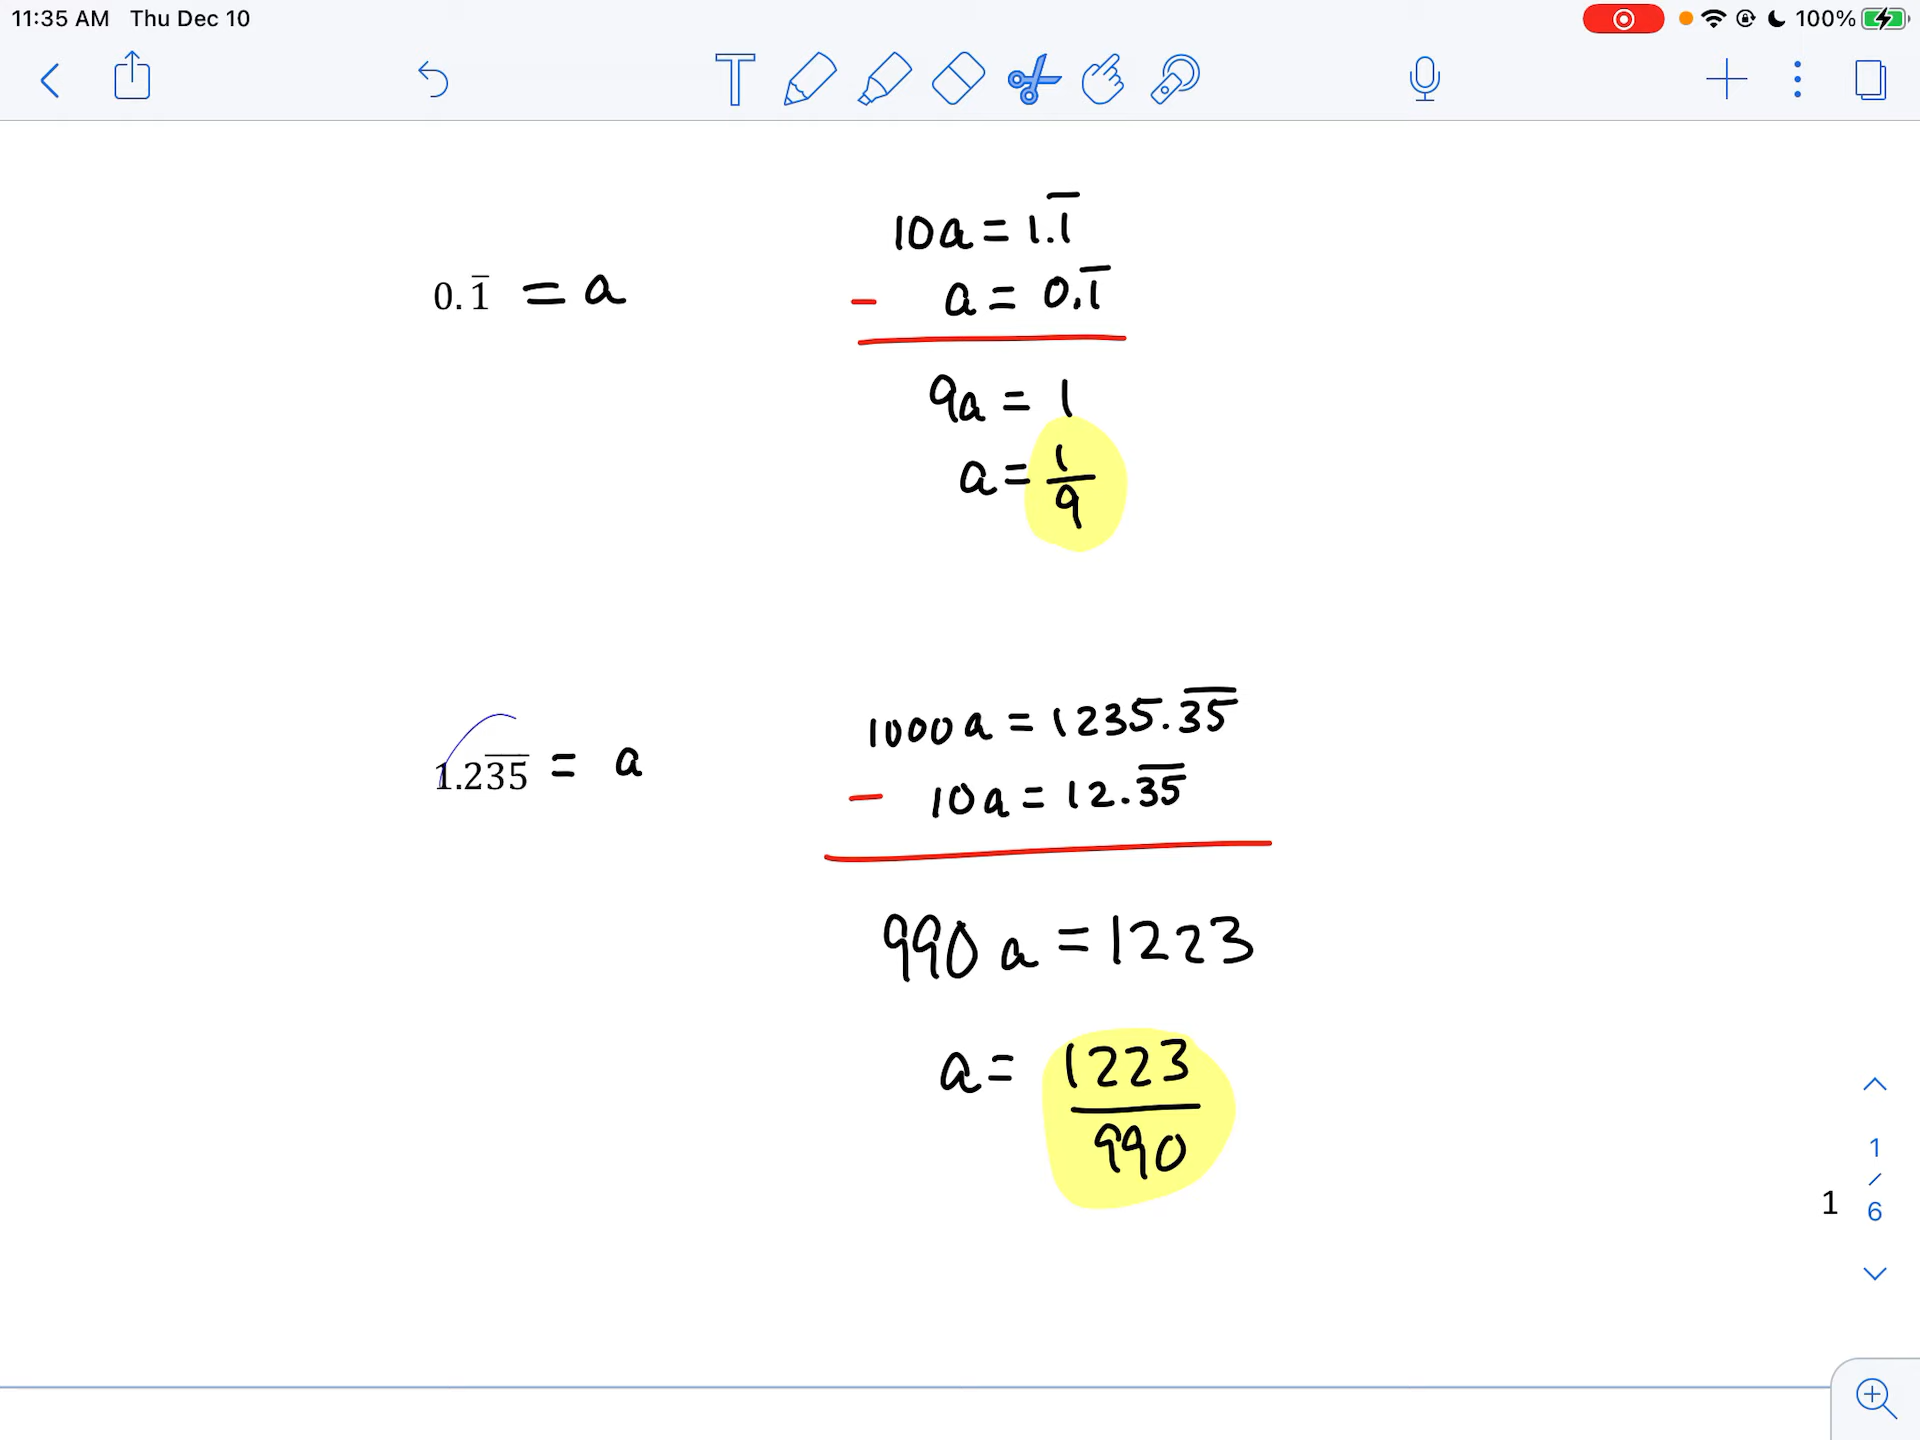 11:35 AM Thu Dec 10
100%
T
10a = 1.1̅
0.1̅ = a
- a = 0.1̅
9a = 1
a = 1/9
1000a = 1235.3̅5̅
1.23̅5̅ = a
- 10a = 12.3̅5̅
990a = 1223
a = 1223/990
1
/
6
1